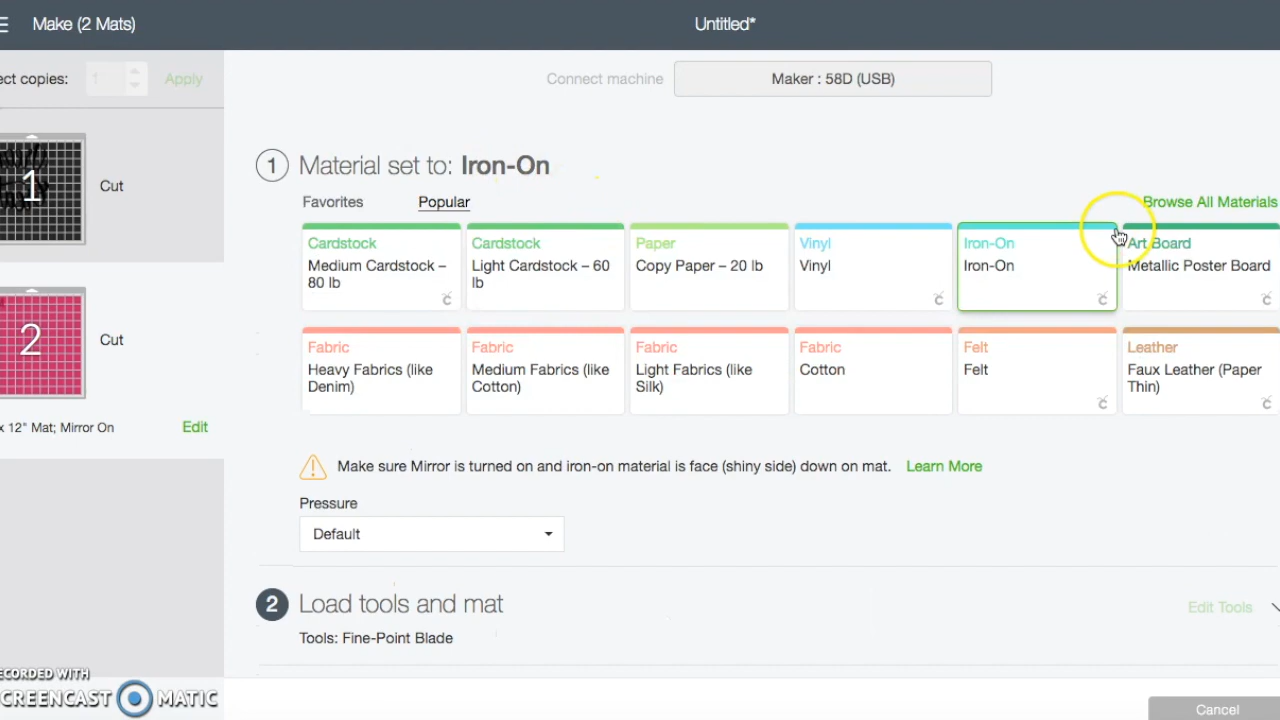 Make (2 Mats)
Untitled*
ect copies:
1
Apply
Connect machine
Maker : 58D (USB)
1
Cut
2
Cut
x 12" Mat; Mirror On
Edit
1
Material set to: Iron-On
Favorites
Popular
Browse All Materials
Cardstock
Medium Cardstock –
80 lb
Cardstock
Light Cardstock – 60
lb
Paper
Copy Paper – 20 lb
Vinyl
Vinyl
Iron-On
Iron-On
Art Board
Metallic Poster Board
Fabric
Heavy Fabrics (like
Denim)
Fabric
Medium Fabrics (like
Cotton)
Fabric
Light Fabrics (like
Silk)
Fabric
Cotton
Felt
Felt
Leather
Faux Leather (Paper
Thin)
Make sure Mirror is turned on and iron-on material is face (shiny side) down on mat. Learn More
Pressure
Default
2
Load tools and mat
Edit Tools
Tools: Fine-Point Blade
ECORDED WITH
CREENCAST MATIC
Cancel